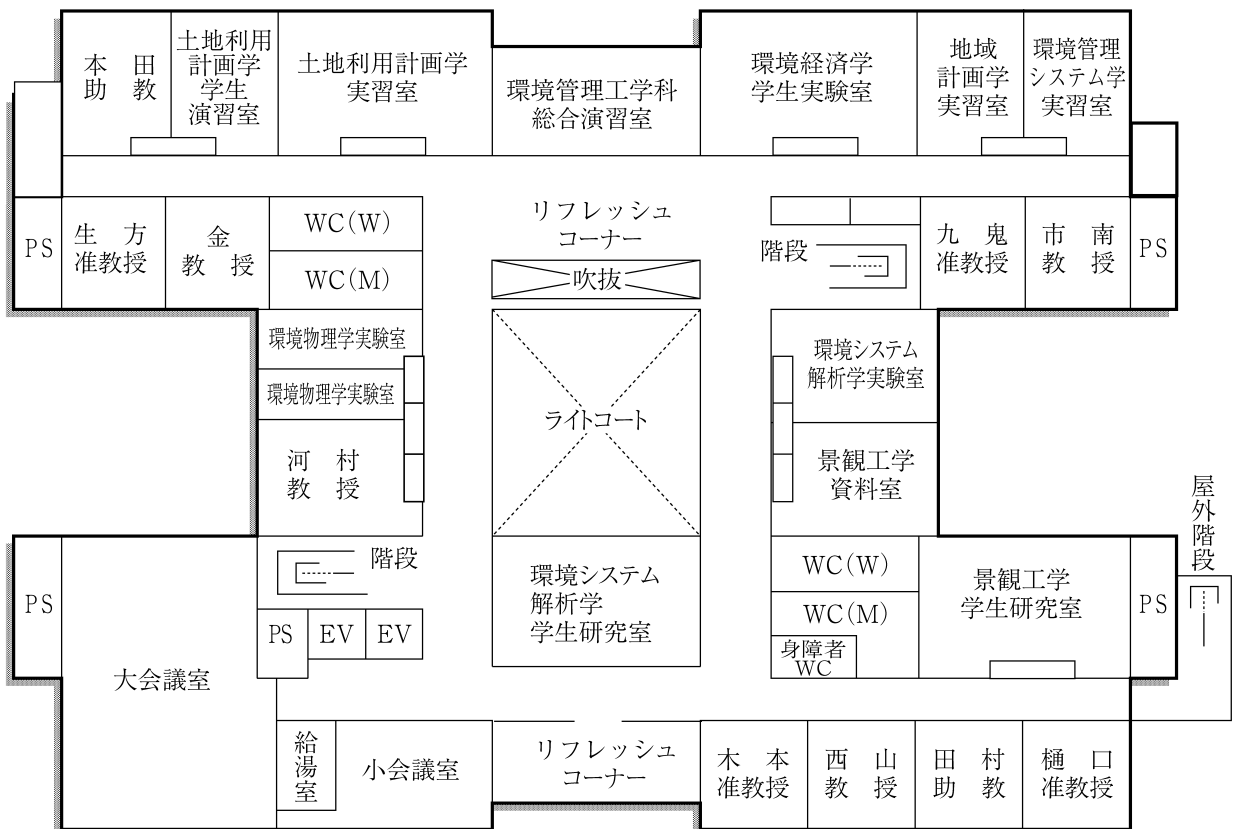 本田
助教
土地利用
計画学
学生
演習室
土地利用計画学
実習室
環境管理工学科
総合演習室
環境経済学
学生実験室
地域
計画学
実習室
環境管理
システム学
実習室
PS
生方
准教授
金
教授
WC(W)
WC(M)
リフレッシュ
コーナー
吹抜
階段
九鬼
准教授
市南
教授
PS
環境物理学実験室
環境物理学実験室
河村
教授
ライトコート
環境システム
解析学実験室
景観工学
資料室
屋外階段
PS
大会議室
階段
PS
EV
EV
環境システム
解析学
学生研究室
WC(W)
WC(M)
身障者
WC
景観工学
学生研究室
PS
給湯室
小会議室
リフレッシュ
コーナー
木本
准教授
西山
教授
田村
助教
樋口
准教授